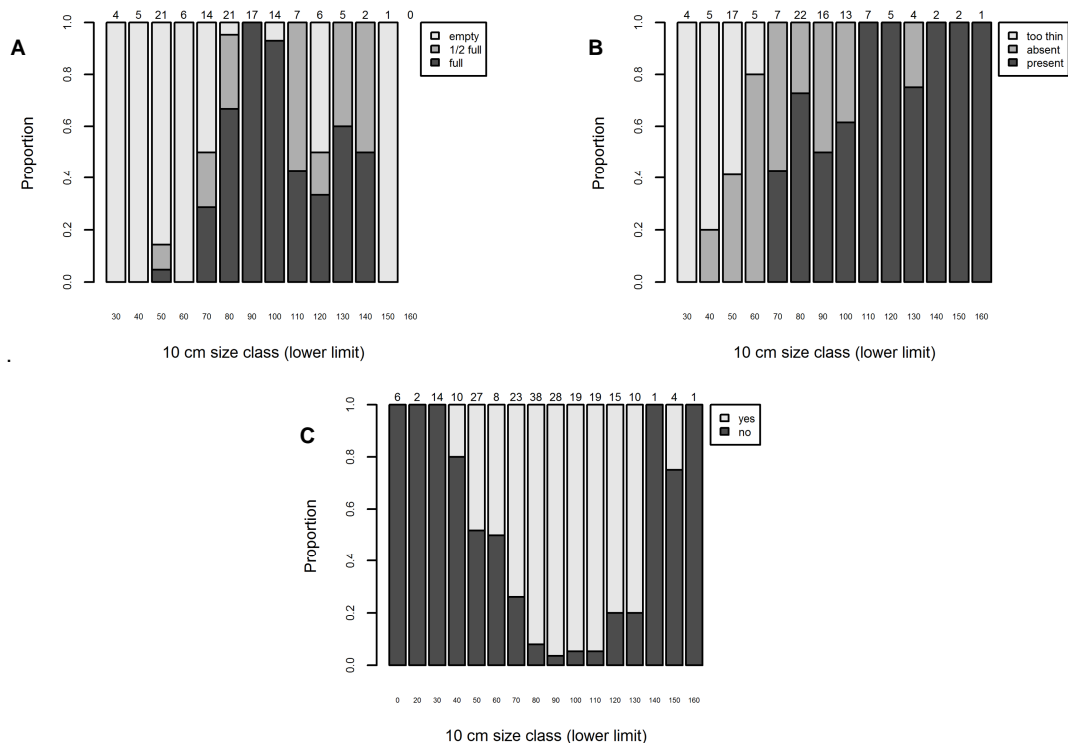 4 5 21 6 14 21 17 14 7 6 5 2 1 0
A
empty
1/2 full
full
Proportion
1.0
0.8
0.6
0.4
0.2
0.0
30 40 50 60 70 80 90 100 110 120 130 140 150 160
10 cm size class (lower limit)
4 5 17 5 7 22 16 13 7 5 4 2 2 1
B
too thin
absent
present
Proportion
1.0
0.8
0.6
0.4
0.2
0.0
30 40 50 60 70 80 90 100 110 120 130 140 150 160
10 cm size class (lower limit)
.
6 2 14 10 27 8 23 38 28 19 19 15 10 1 4 1
C
yes
no
Proportion
1.0
0.8
0.6
0.4
0.2
0.0
0 20 30 40 50 60 70 80 90 100 110 120 130 140 150 160
10 cm size class (lower limit)